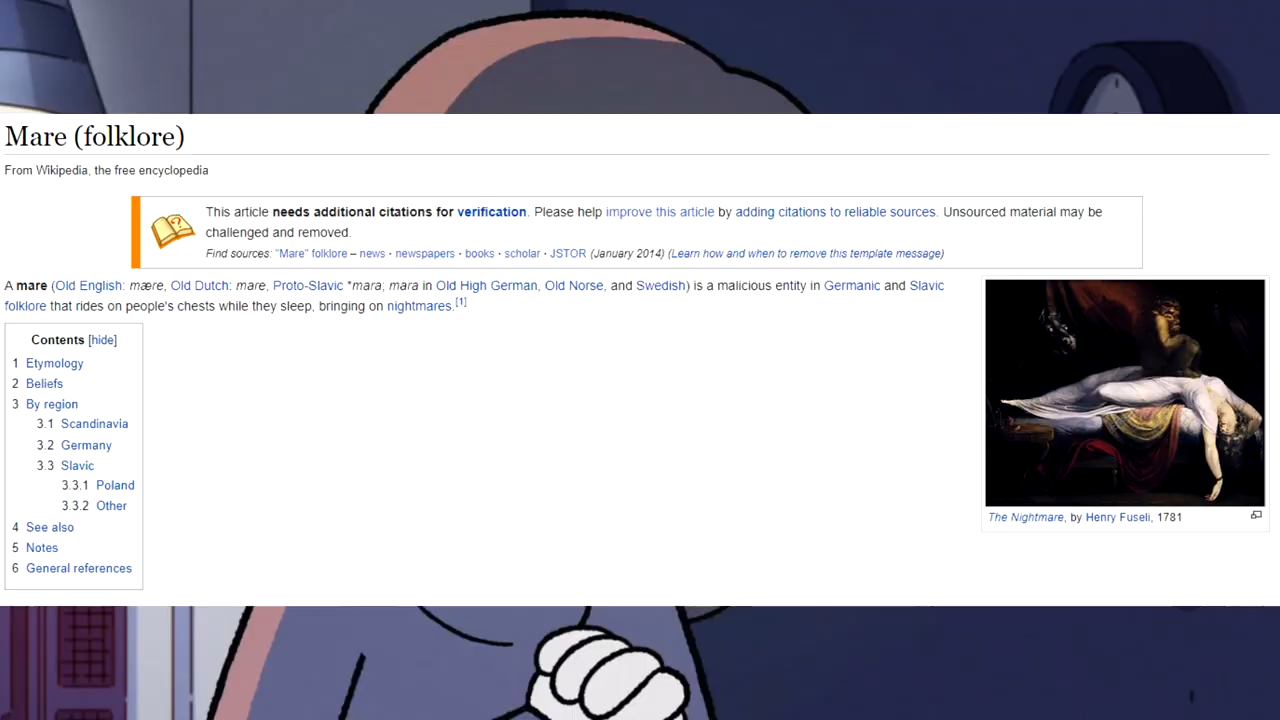 Mare (folklore)
From Wikipedia, the free encyclopedia
This article needs additional citations for verification. Please help improve this article by adding citations to reliable sources. Unsourced material may be
challenged and removed.
Find sources: "Mare" folklore – news · newspapers · books · scholar · JSTOR (January 2014) (Learn how and when to remove this template message)
A mare (Old English: mære, Old Dutch: mare, Proto-Slavic *mara; mara in Old High German, Old Norse, and Swedish) is a malicious entity in Germanic and Slavic
folklore that rides on people's chests while they sleep, bringing on nightmares.[1]
Contents [hide]
1 Etymology
2 Beliefs
3 By region
3.1 Scandinavia
3.2 Germany
3.3 Slavic
3.3.1 Poland
3.3.2 Other
4 See also
5 Notes
6 General references
The Nightmare, by Henry Fuseli, 1781